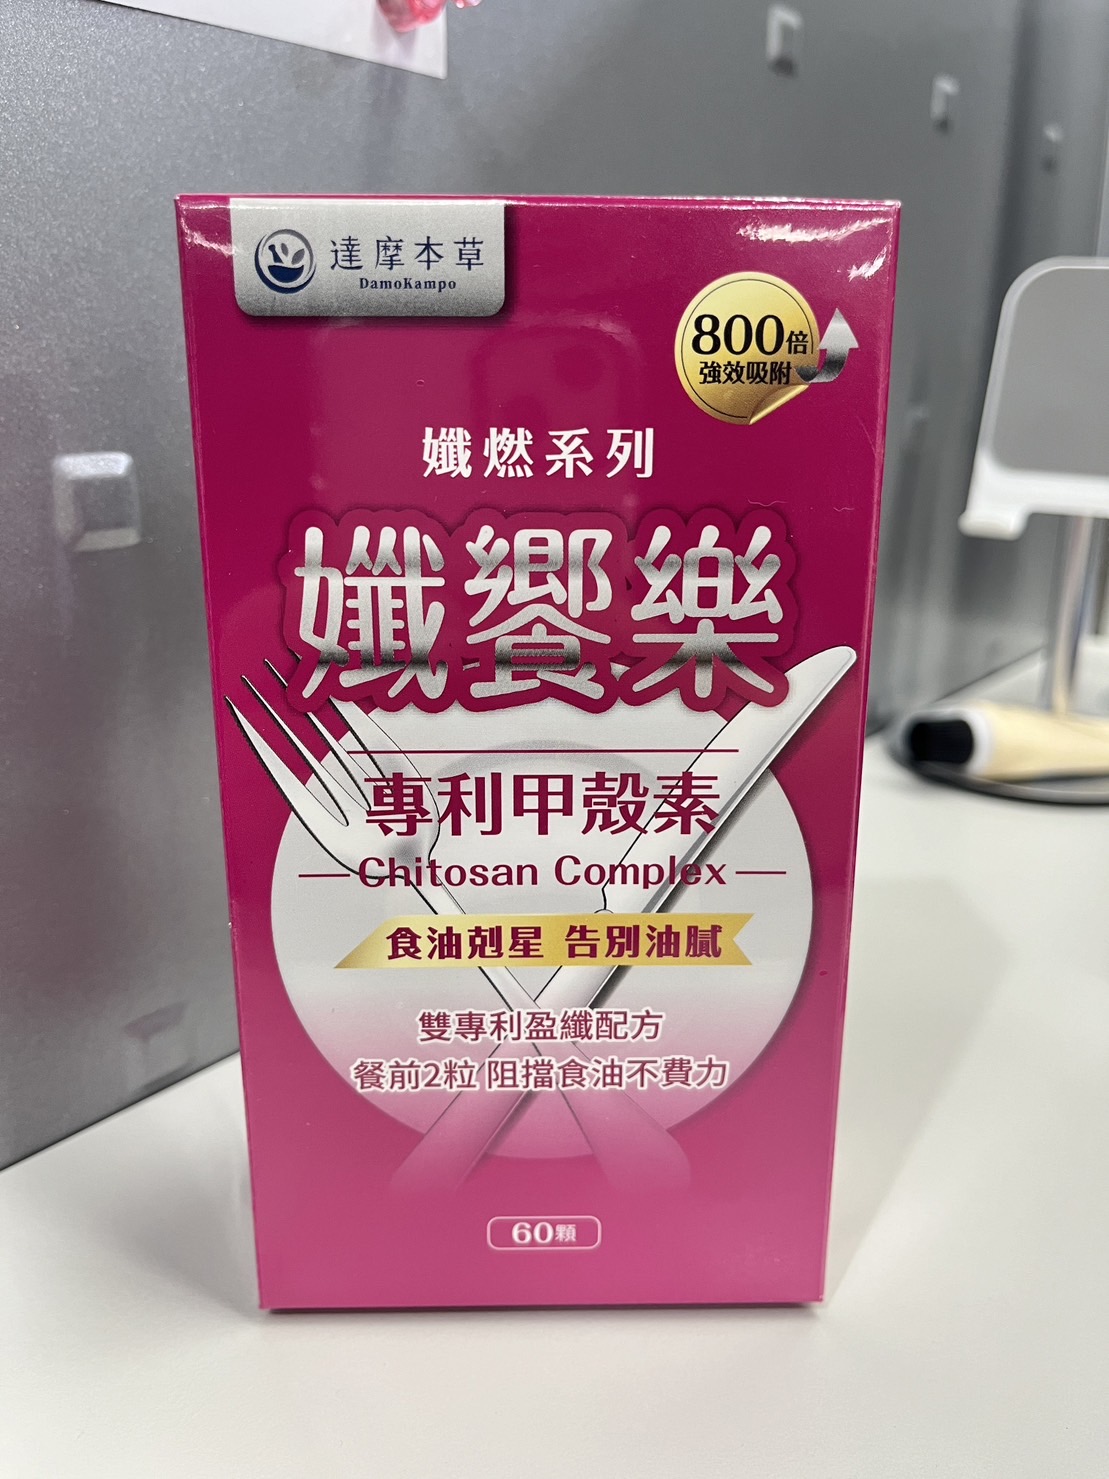 達摩本草
DamoKampo
800倍
強效吸附
孅燃系列
孅饗樂
專利甲殼素
Chitosan Complex
食油剋星 告別油膩
雙專利盈纖配方
餐前2粒 阻擋食油不費力
60顆